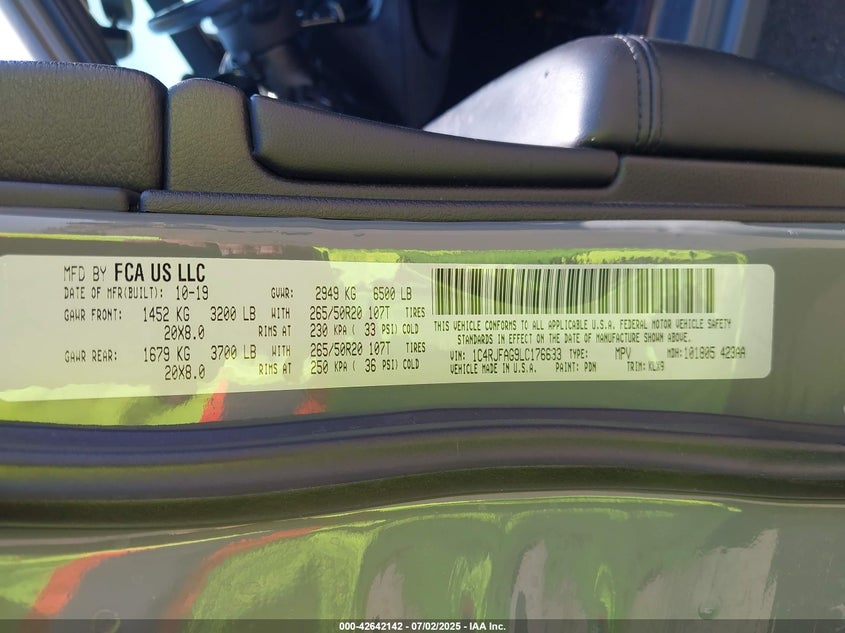 MFD BY FCA US LLC
DATE OF MFR(BUILT): 10-19 GVWR: 2949 KG 6500 LB
GAWR FRONT: 1452 KG 3200 LB WITH 265/50R20 107T TIRES
20X8.0 RIMS AT 230 KPA ( 33 PSI) COLD
GAWR REAR: 1679 KG 3700 LB WITH 265/50R20 107T TIRES
20X8.0 RIMS AT 250 KPA ( 36 PSI) COLD
THIS VEHICLE CONFORMS TO ALL APPLICABLE U.S.A. FEDERAL MOTOR VEHICLE SAFETY
STANDARDS IN EFFECT ON THE DATE OF MANUFACTURE SHOWN ABOVE.
VIN: 1C4RJFAG9LC176633 TYPE: MPV MDH: 101805 423AA
VEHICLE MADE IN U.S.A. PAINT: PDN TRIM:
000-42642142 - 07/02/2025 - IAA Inc.